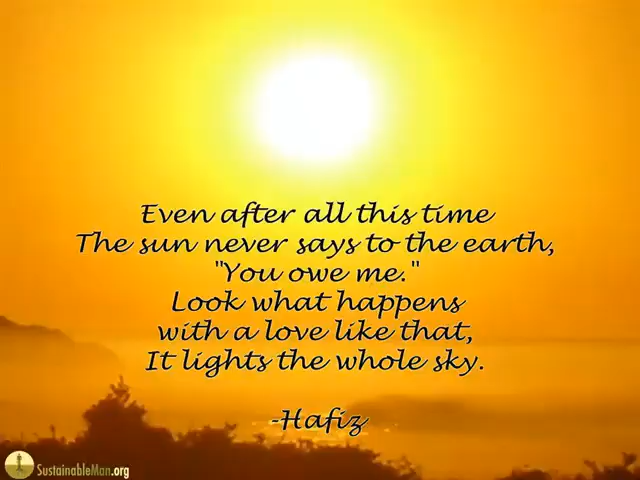 Even after all this time
The sun never says to the earth,
"You owe me."
Look what happens
with a love like that,
It lights the whole sky.
-Hafiz
SustainableMan.org